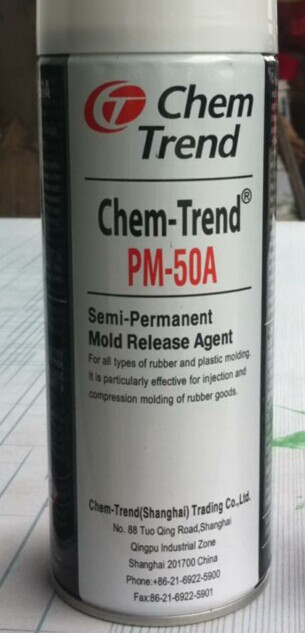 Chem
Trend
Chem-Trend®
PM-50A
Semi-Permanent
Mold Release Agent
For all types of rubber and plastic molding.
It is particularly effective for injection and
compression molding of rubber goods.
Chem-Trend(Shanghai) Trading Co.,Ltd.
No. 88 Tuo Qing Road,Shanghai
Qingpu Industrial Zone
Shanghai 201700 China
Phone:+86-21-6922-5900
Fax:86-21-6922-5901